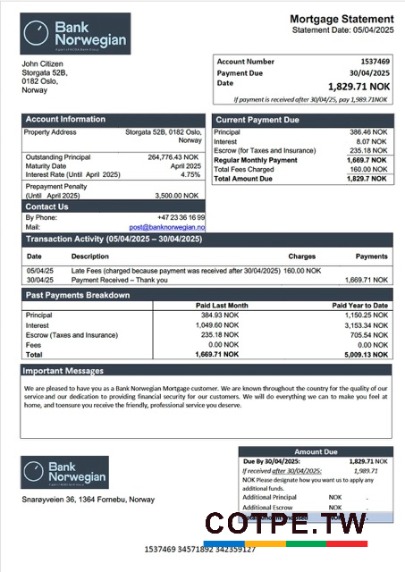 Bank
Norwegian
Mortgage Statement
Statement Date: 05/04/2025
John Citizen
Storgata 52B,
0182 Oslo,
Norway
Account Number 1537469
Payment Due 30/04/2025
Date 1,829.71 NOK
If payment is received after 30/04/25, pay 1,989.71NOK
Account Information
Property Address Storgata 52B, 0182 Oslo,
Norway
Outstanding Principal 264,776.43 NOK
Maturity Date April 2025
Interest Rate (Until April 2025) 4.75%
Prepayment Penalty
(Until April 2025) 3,500.00 NOK
Contact Us
By Phone: +47 23 36 16 99
Mail: post@banknorwegian.no
Current Payment Due
Principal 386.46 NOK
Interest 8.07 NOK
Escrow (for Taxes and Insurance) 235.18 NOK
Regular Monthly Payment 1,669.7 NOK
Total Fees Charged 160.00 NOK
Total Amount Due 1,829.7 NOK
Transaction Activity (05/04/2025 – 30/04/2025)
Date Description Charges Payments
05/04/25 Late Fees (charged because payment was received after 30/04/2025) 160.00 NOK
30/04/25 Payment Received – Thank you 1,669.71 NOK
Past Payments Breakdown
Paid Last Month Paid Year to Date
Principal 384.93 NOK 1,150.25 NOK
Interest 1,049.60 NOK 3,153.34 NOK
Escrow (Taxes and Insurance) 235.18 NOK 705.54 NOK
Fees 0.00 NOK 0.00 NOK
Total 1,669.71 NOK 5,009.13 NOK
Important Messages
We are pleased to have you as a Bank Norwegian Mortgage customer. We are known throughout the country for the quality of our
service and our dedication to providing financial security for our customers. We will do everything we can to make you feel at
home, and toensure you receive the friendly, professional service you deserve.
Bank
Norwegian
Snarøyveien 36, 1364 Fornebu, Norway
Amount Due
Due By 30/04/2025: 1,829.71 NOK
If received after 30/04/2025: 1,989.71
NOK Please designate how you want us to apply any
additional funds.
Additional Principal NOK .
Additional Escrow NOK .
COTPE.TW
1537469 34571892 342359127